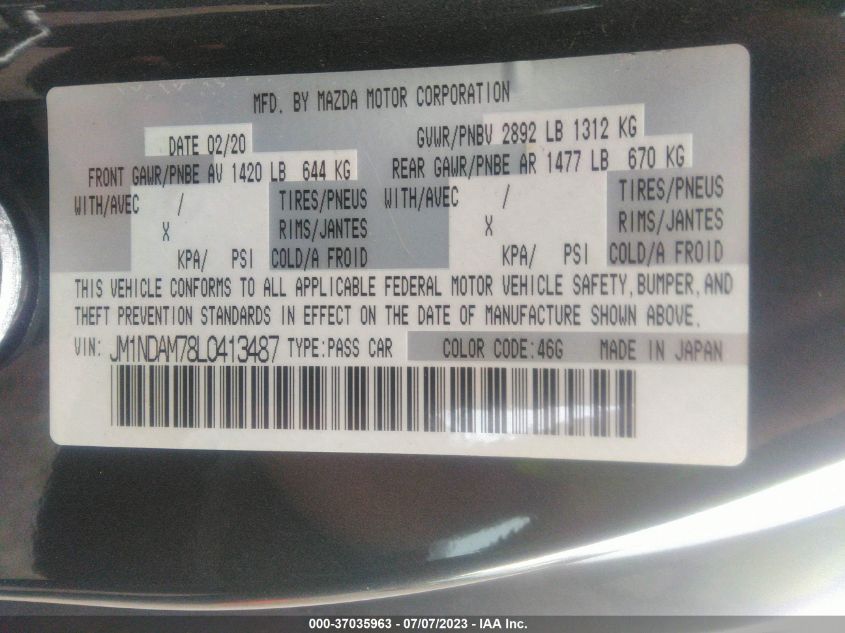 MFD. BY MAZDA MOTOR CORPORATION
DATE 02/20
GVWR/PNBV 2892 LB 1312 KG
FRONT GAWR/PNBE AV 1420 LB 644 KG
REAR GAWR/PNBE AR 1477 LB 670 KG
WITH/AVEC / TIRES/PNEUS WITH/AVEC / TIRES/PNEUS
X RIMS/JANTES X RIMS/JANTES
KPA/ PSI COLD/A FROID KPA/ PSI COLD/A FROID
THIS VEHICLE CONFORMS TO ALL APPLICABLE FEDERAL MOTOR VEHICLE SAFETY, BUMPER, AND
THEFT PREVENTION STANDARDS IN EFFECT ON THE DATE OF MANUFACTURE SHOWN ABOVE.
VIN: JM1NDAM78L0413487 TYPE:PASS CAR COLOR CODE:46G MADE IN JAPAN
000-37035963 - 07/07/2023 - IAA Inc.